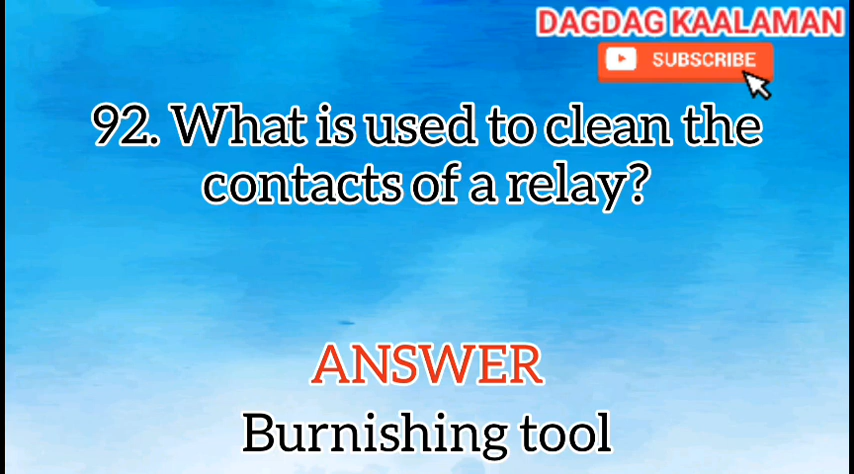 DAGDAG KAALAMAN
SUBSCRIBE
92. What is used to clean the
contacts of a relay?
ANSWER
Burnishing tool